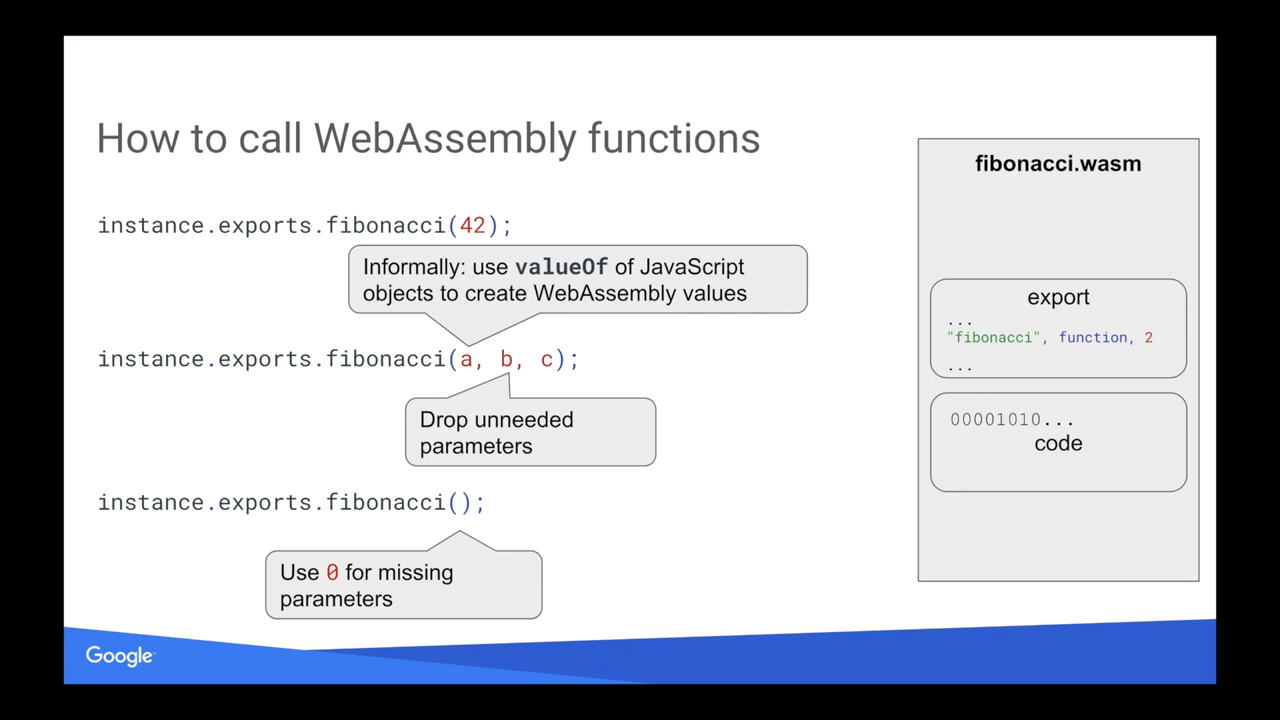 How to call WebAssembly functions
instance.exports.fibonacci(42);
Informally: use valueOf of JavaScript
objects to create WebAssembly values
instance.exports.fibonacci(a, b, c);
Drop unneeded
parameters
instance.exports.fibonacci();
Use 0 for missing
parameters
fibonacci.wasm
export
...
"fibonacci", function, 2
...
00001010...
code
Google